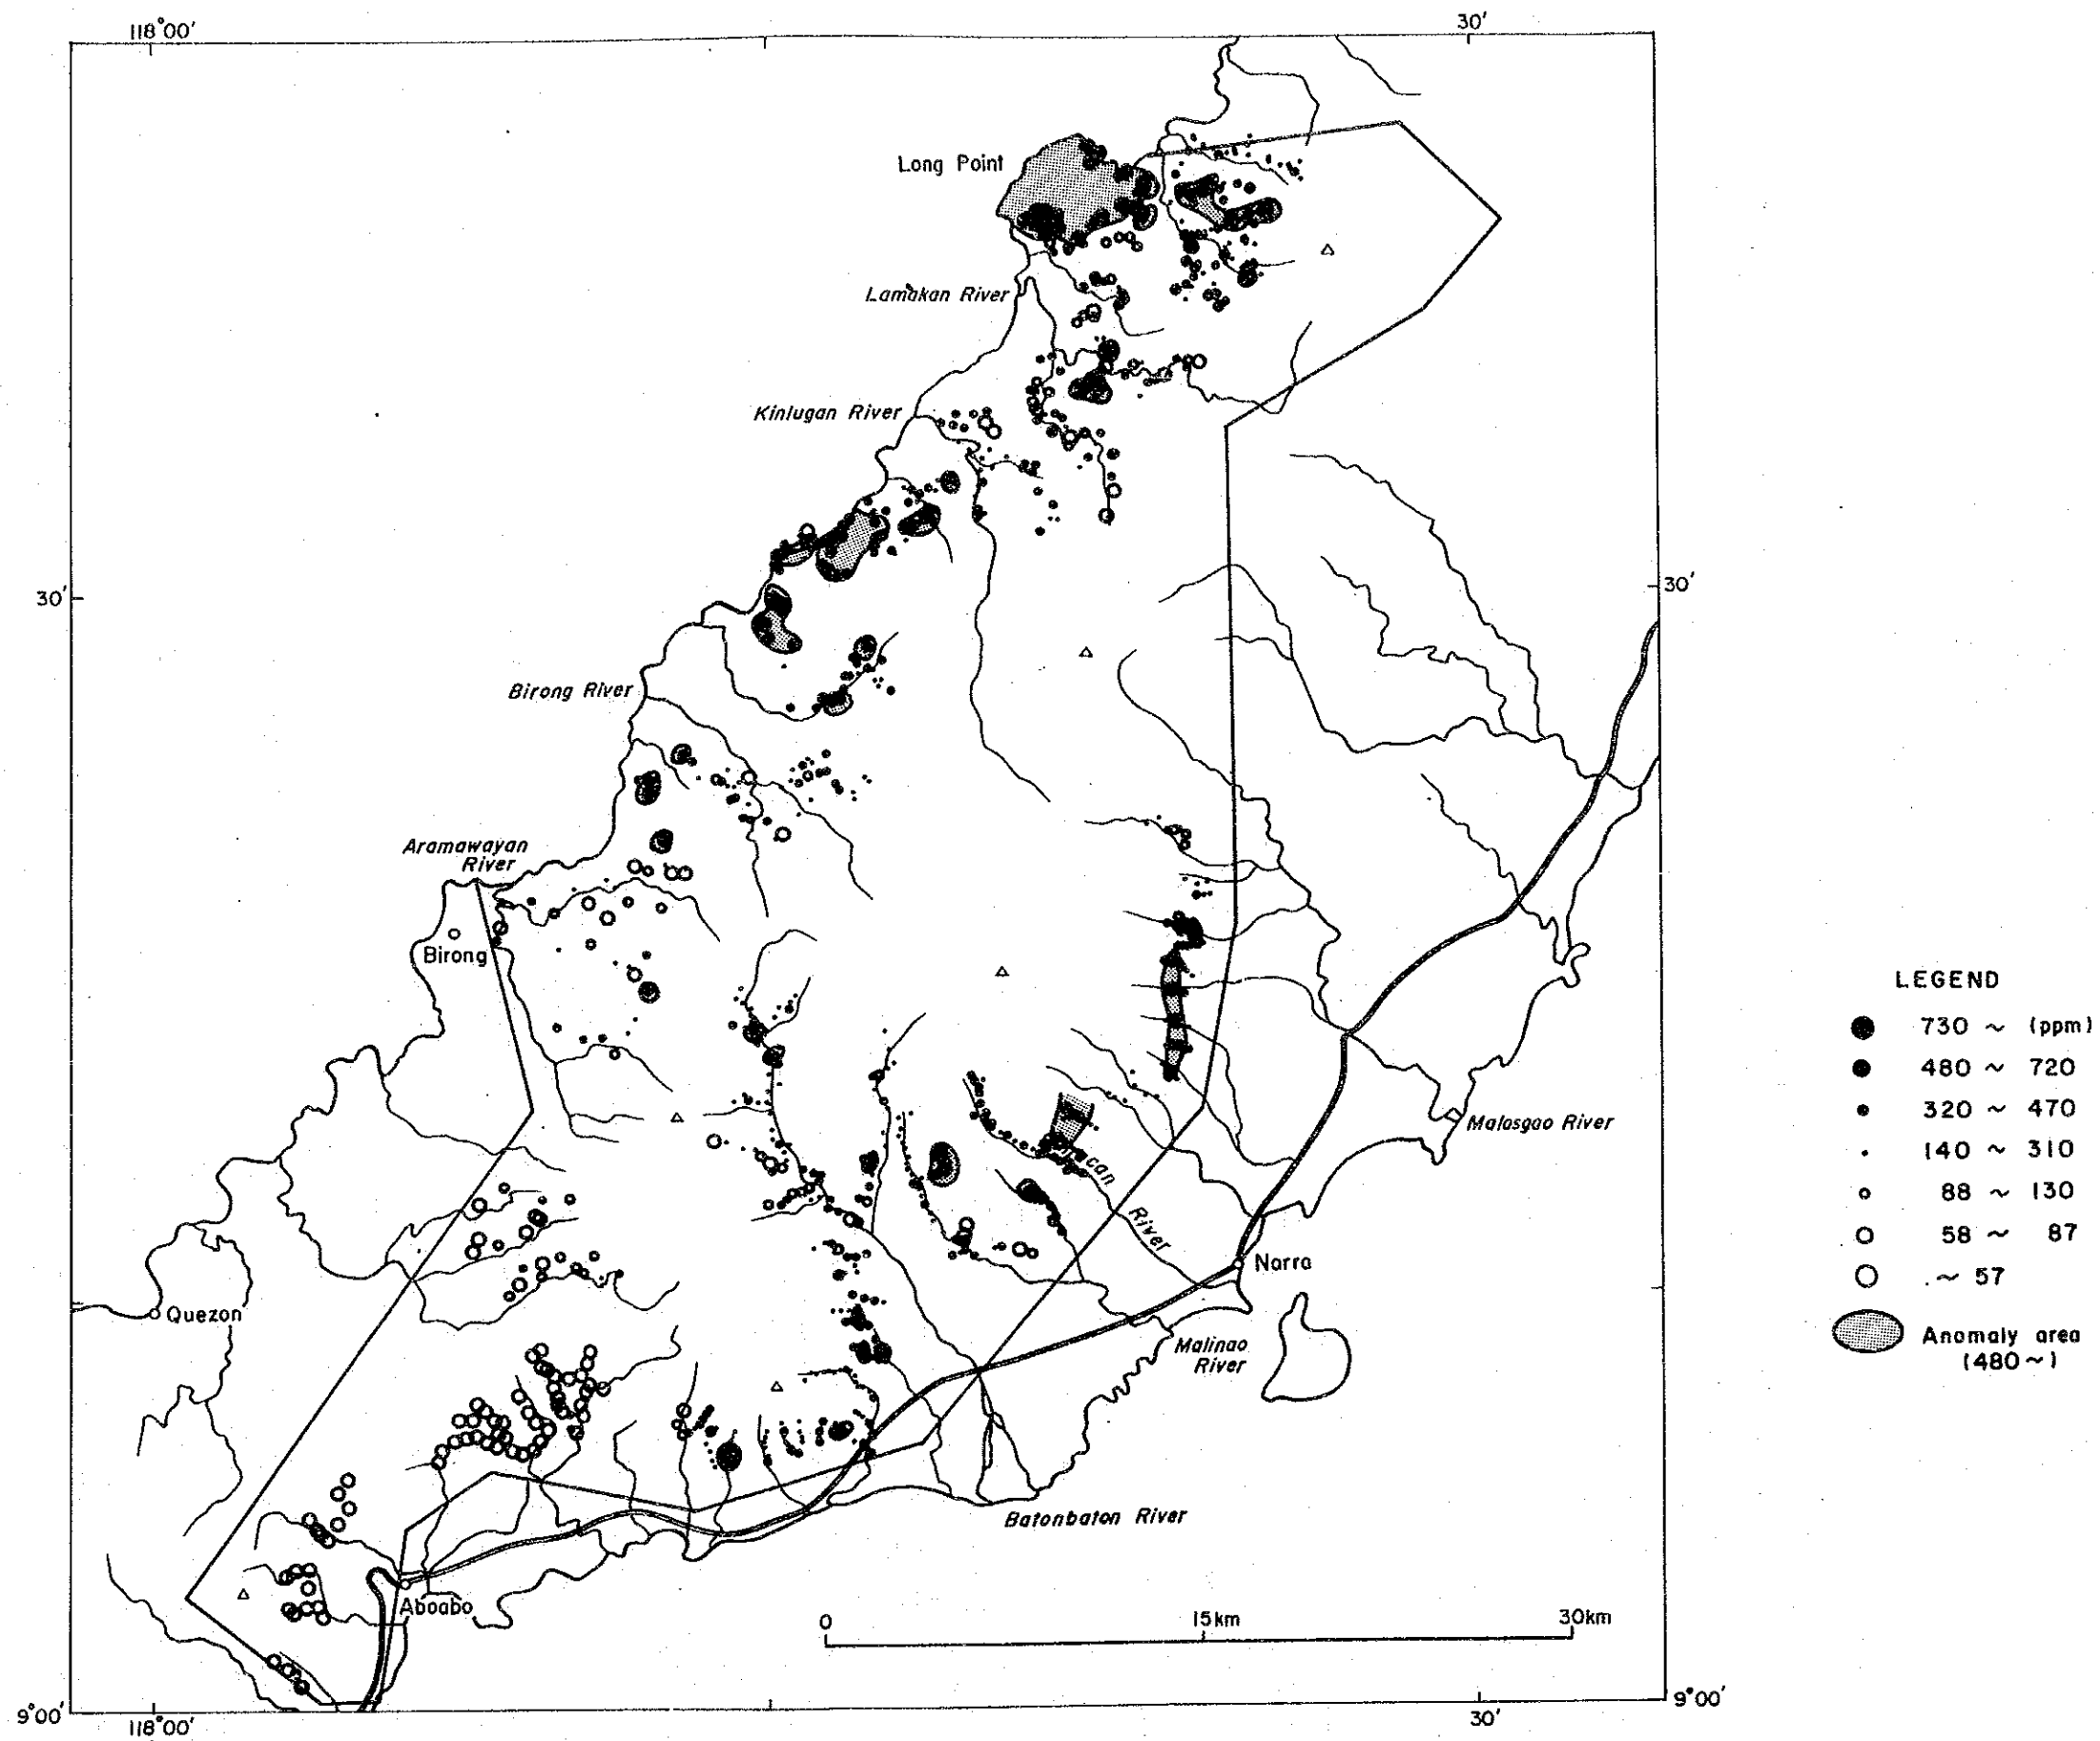 118°00'
30'
Long Point
Lamakan River
Kinlugan River
30'
30'
Birong River
Aramawayan
River
Birong
LEGEND
730 ~ (ppm)
480 ~ 720
320 ~ 470
140 ~ 310
88 ~ 130
58 ~ 87
~ 57
Anomaly area
(480~)
Malasgao River
can
River
Narra
Quezon
Malinao
River
Batonbaton River
Aboabo
0
15km
30km
9°00'
118°00'
30'
9°00'